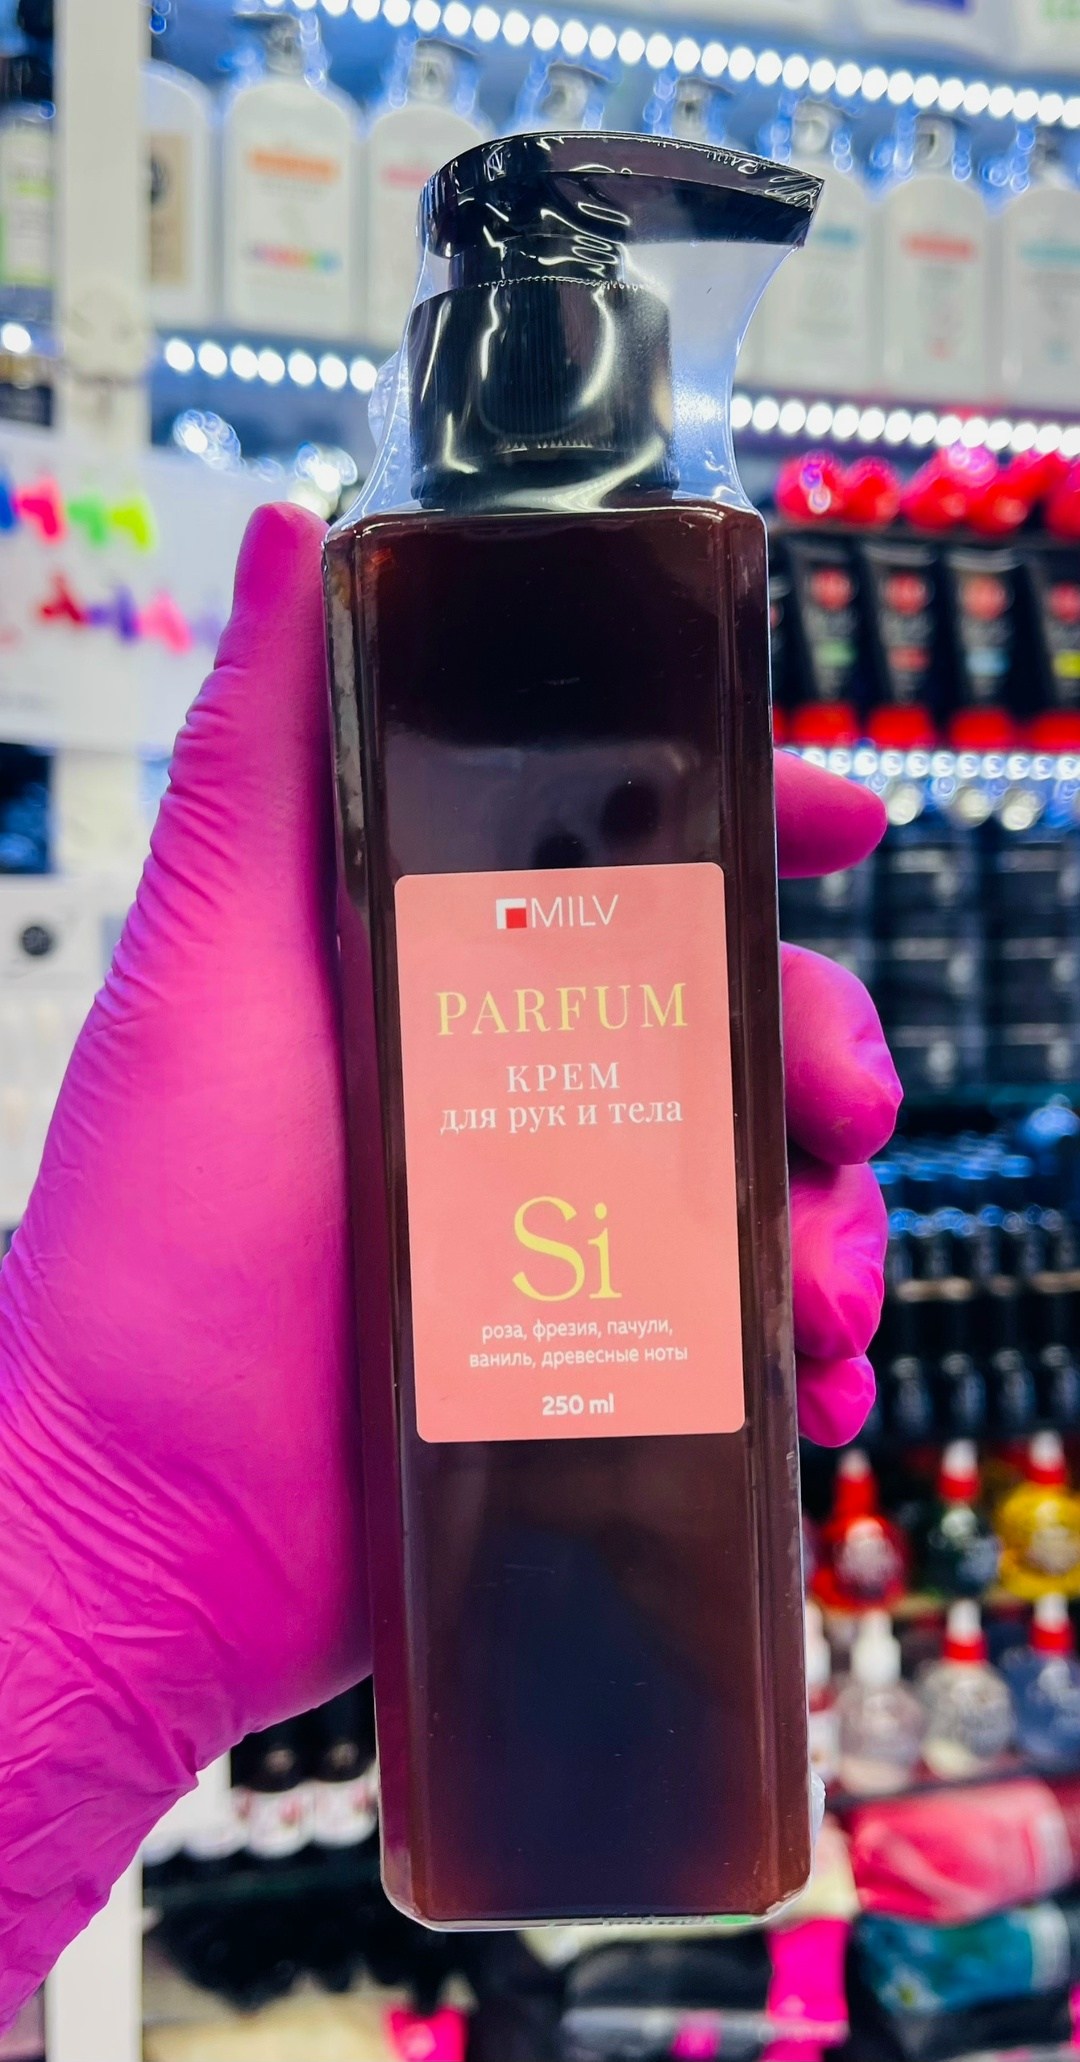 MILV
PARFUM
КРЕМ
для рук и тела
Si
роза, фрезия, пачули,
ваниль, древесные ноты
250 ml